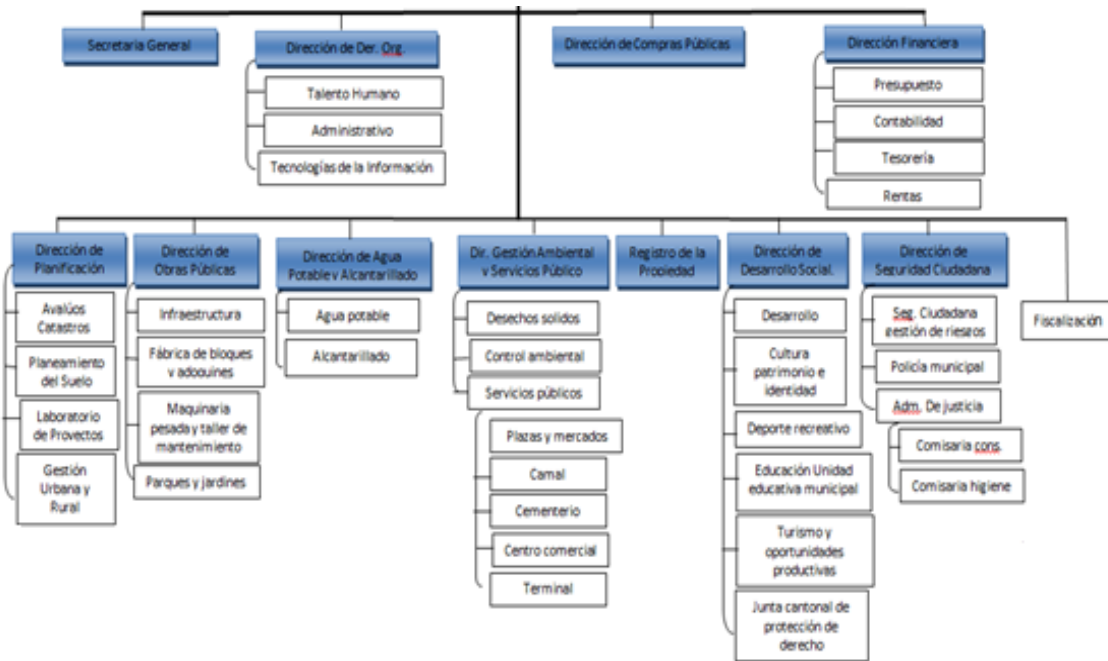 Secretaria General
Dirección de Der. Org.
Talento Humano
Administrativo
Tecnologías de la Información
Dirección de Compras Públicas
Dirección Financiera
Presupuesto
Contabilidad
Tesorería
Rentas
Dirección de
Planificación
Avalúos
Catastros
Planeamiento
del Suelo
Laboratorio
de Proyectos
Gestión
Urbana y
Rural
Dirección de
Obras Públicas
Infraestructura
Fábrica de bloques
y adoquines
Maquinaria
pesada y taller de
mantenimiento
Parques y jardines
Dirección de Agua
Potable y Alcantarillado
Agua potable
Alcantarillado
Dir. Gestión Ambiental
y Servicios Público
Desechos solidos
Control ambiental
Servicios públicos
Plazas y mercados
Camal
Cementerio
Centro comercial
Terminal
Registro de la
Propiedad
Dirección de
Desarrollo Social.
Desarrollo
Cultura
patrimonio e
identidad
Deporte recreativo
Educación Unidad
educativa municipal
Turismo y
oportunidades
productivas
Junta cantonal de
protección de
derecho
Dirección de
Seguridad Ciudadana
Seg. Ciudadana
gestión de riesgos
Policía municipal
Adm. De justicia
Comisaria cons.
Comisaria higiene
Fiscalización